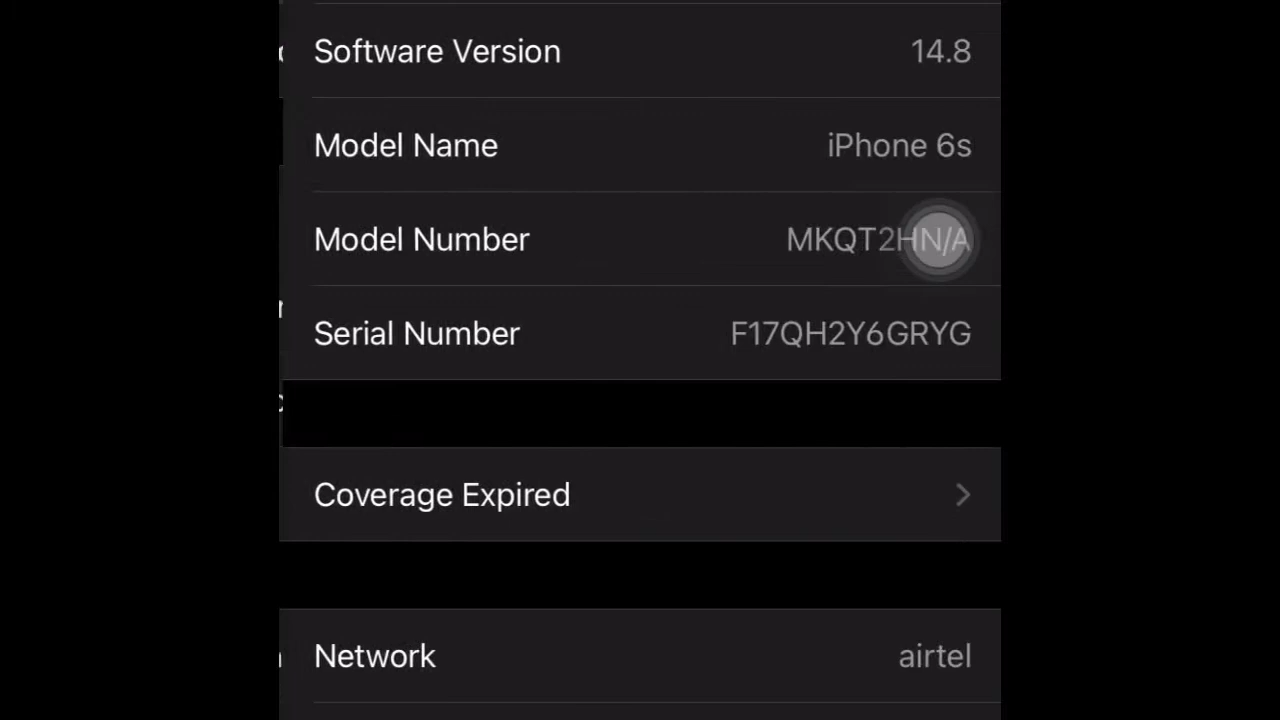 Software Version 14.8
Model Name iPhone 6s
Model Number MKQT2HN/A
Serial Number F17QH2Y6GRYG
Coverage Expired
Network airtel